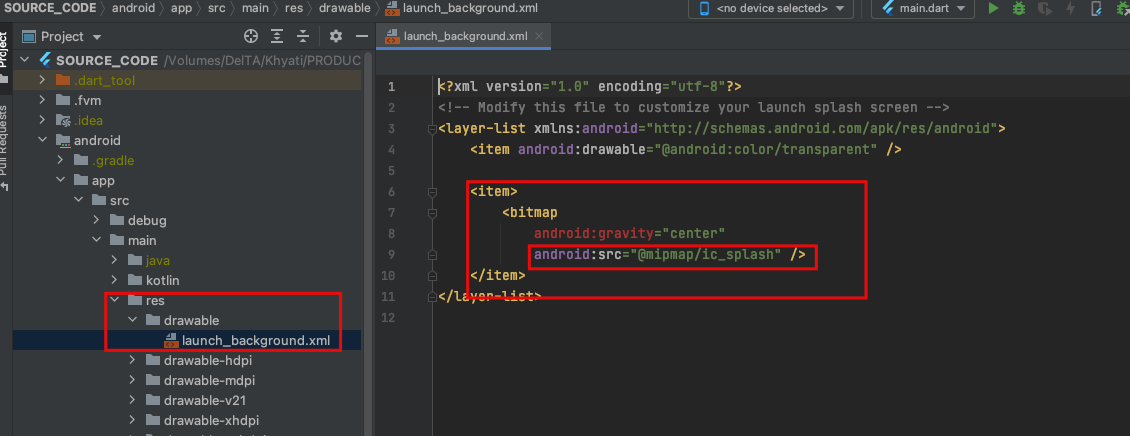 SOURCE_CODE 〉 android 〉 app 〉 src 〉 main 〉 res 〉 drawable 〉 launch_background.xml
<no device selected>
main.dart
Project
Project
launch_background.xml
SOURCE_CODE /Volumes/DelTA/Khyati/PRODUC
.dart_tool
.fvm
.idea
android
.gradle
app
src
debug
main
java
kotlin
res
drawable
launch_background.xml
drawable-hdpi
drawable-mdpi
drawable-v21
drawable-xhdpi
Pull Requests
1 <?xml version="1.0" encoding="utf-8"?>
2 <!-- Modify this file to customize your launch splash screen -->
3 <layer-list xmlns:android="http://schemas.android.com/apk/res/android">
4 <item android:drawable="@android:color/transparent" />
5
6 <item>
7 <bitmap
8 android:gravity="center"
9 android:src="@mipmap/ic_splash" />
10 </item>
11 </layer-list>
12